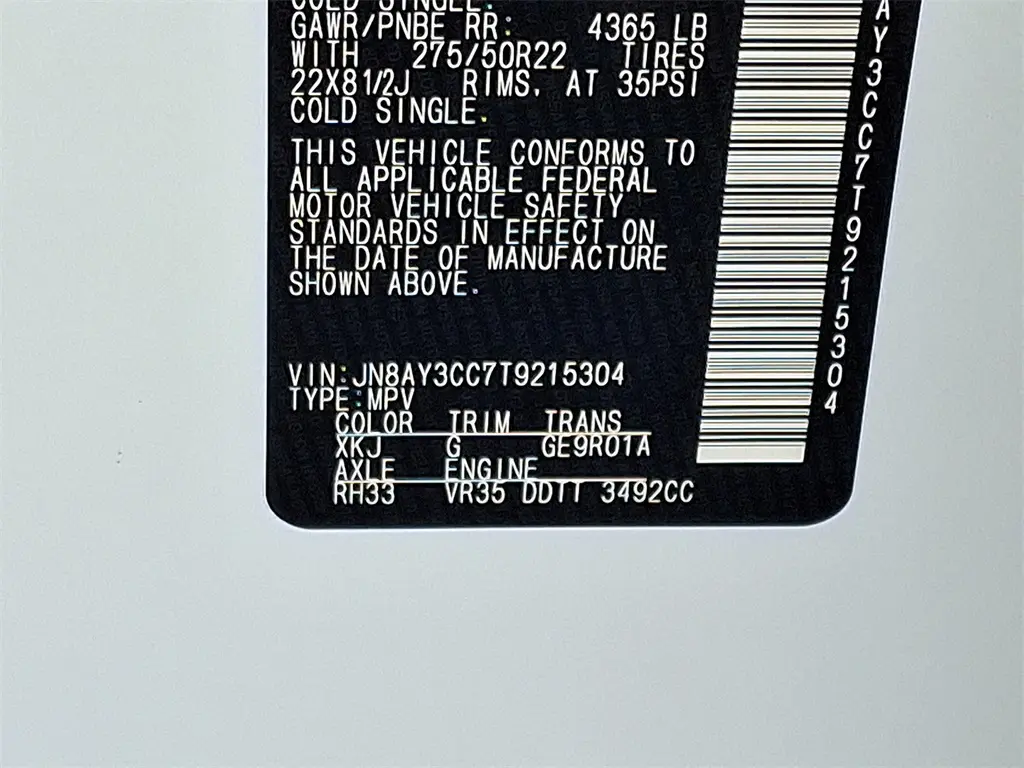 COLD SINGLE.
GAWR/PNBE RR: 4365 LB
WITH 275/50R22 TIRES
22X81/2J RIMS, AT 35PSI
COLD SINGLE.
THIS VEHICLE CONFORMS TO
ALL APPLICABLE FEDERAL
MOTOR VEHICLE SAFETY
STANDARDS IN EFFECT ON
THE DATE OF MANUFACTURE
SHOWN ABOVE.
VIN:JN8AY3CC7T9215304
TYPE:MPV
COLOR TRIM TRANS
XKJ G GE9R01A
AXLE ENGINE
RH33 VR35 DDTT 3492CC
AY3CC7T9215304